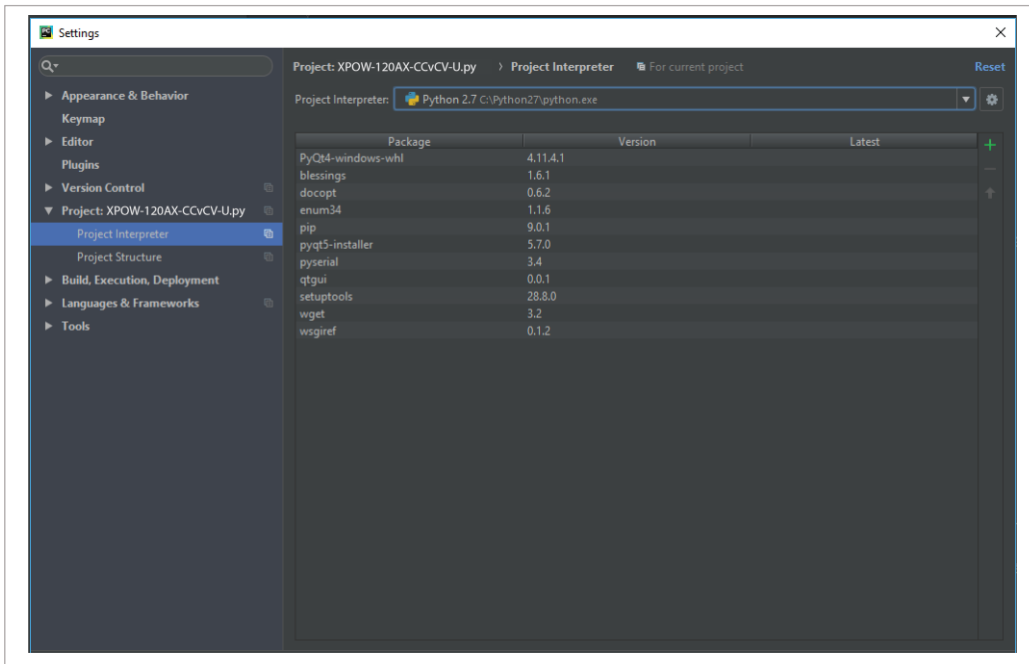 Settings
Project: XPOW-120AX-CCvCV-U.py › Project Interpreter For current project Reset
Appearance & Behavior
Keymap
Editor
Plugins
Version Control
Project: XPOW-120AX-CCvCV-U.py
Project Interpreter
Project Structure
Build, Execution, Deployment
Languages & Frameworks
Tools
Project Interpreter: Python 2.7 C:\Python27\python.exe
Package Version Latest
PyQt4-windows-whl 4.11.4.1
blessings 1.6.1
docopt 0.6.2
enum34 1.1.6
pip 9.0.1
pyqt5-installer 5.7.0
pyserial 3.4
qtgui 0.0.1
setuptools 28.8.0
wget 3.2
wsgiref 0.1.2